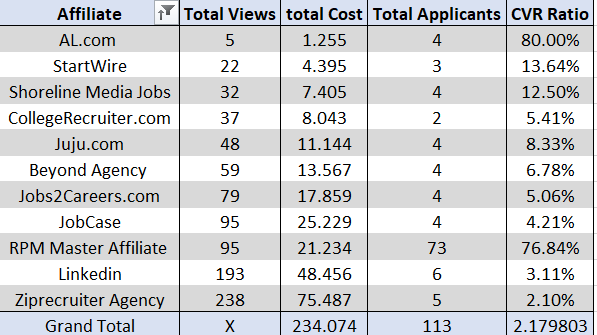 Affiliate Total Views total Cost Total Applicants CVR Ratio
AL.com 5 1.255 4 80.00%
StartWire 22 4.395 3 13.64%
Shoreline Media Jobs 32 7.405 4 12.50%
CollegeRecruiter.com 37 8.043 2 5.41%
Juju.com 48 11.144 4 8.33%
Beyond Agency 59 13.567 4 6.78%
Jobs2Careers.com 79 17.859 4 5.06%
JobCase 95 25.229 4 4.21%
RPM Master Affiliate 95 21.234 73 76.84%
Linkedin 193 48.456 6 3.11%
Ziprecruiter Agency 238 75.487 5 2.10%
Grand Total X 234.074 113 2.179803